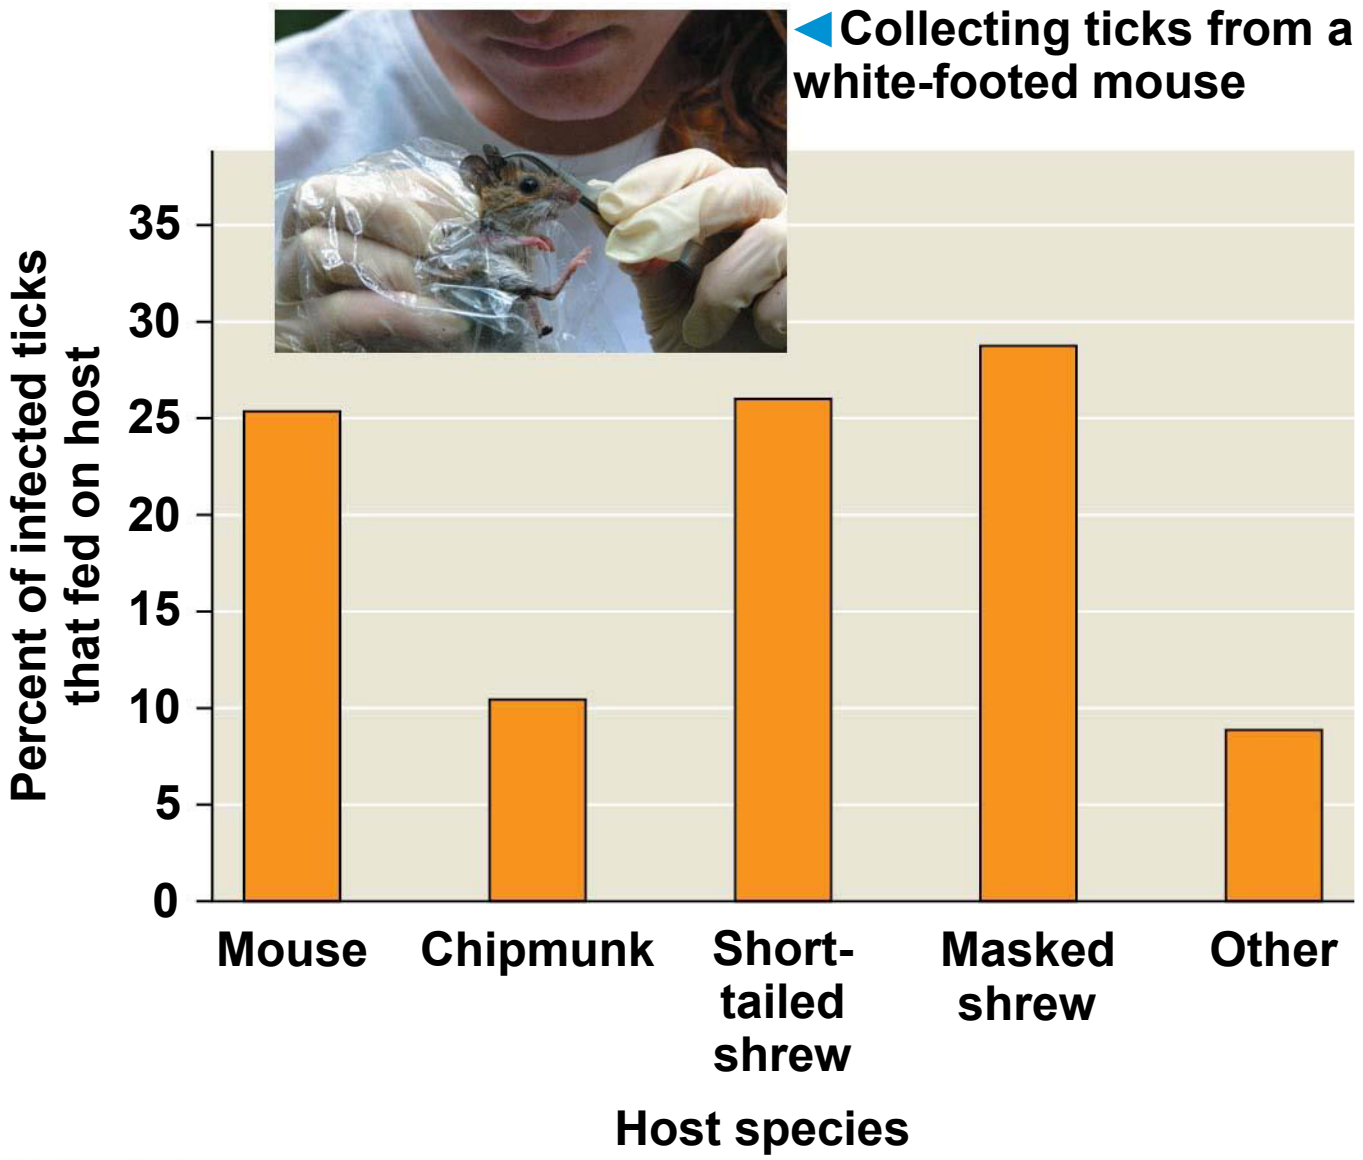 ◀ Collecting ticks from a
white-footed mouse
Percent of infected ticks
that fed on host
35
30
25
20
15
10
5
0
Mouse
Chipmunk
Short-
tailed
shrew
Masked
shrew
Other
Host species